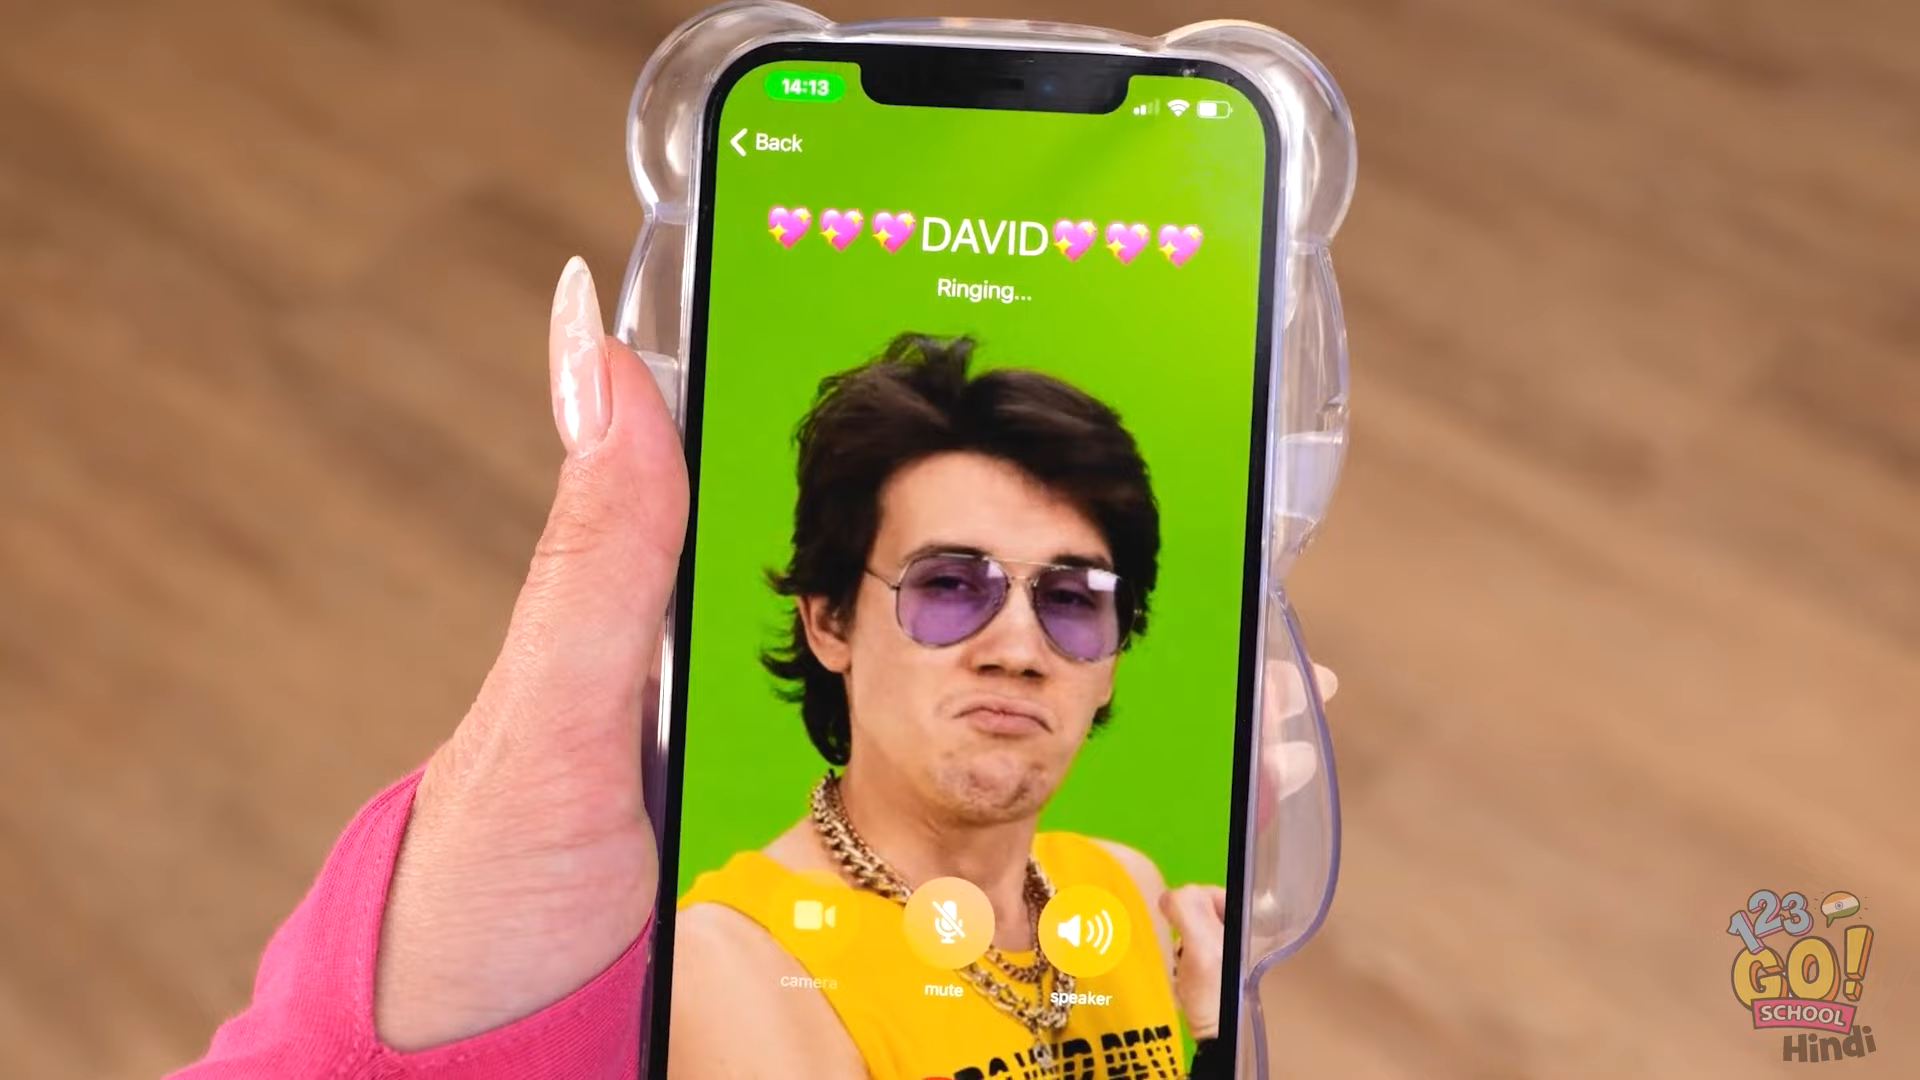 14:13
Back
💖💖💖DAVID💖💖💖
Ringing...
camera
mute
speaker
123
GO!
SCHOOL
Hindi